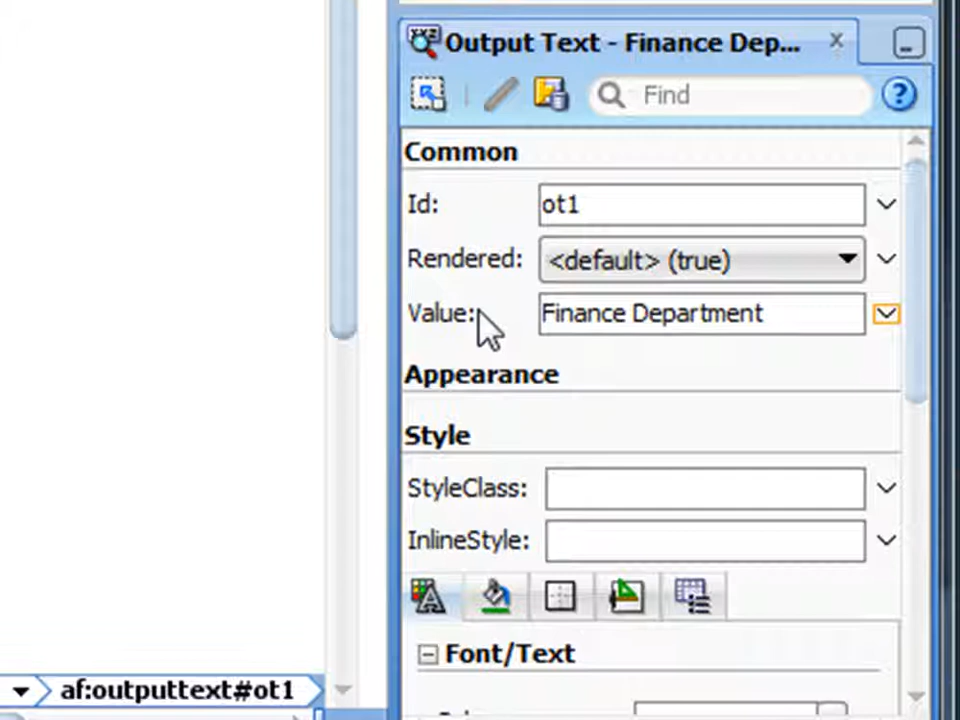 Output Text - Finance Dep...
Find
Common
Id: ot1
Rendered: <default> (true)
Value: Finance Department
Appearance
Style
StyleClass:
InlineStyle:
Font/Text
af:outputtext#ot1